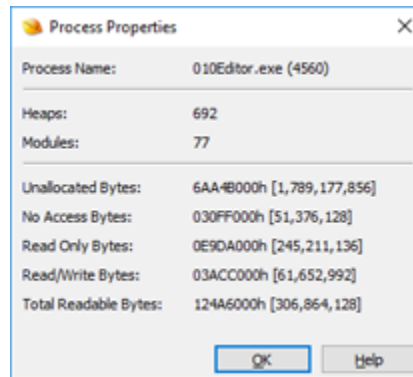 Process Properties
Process Name: 010Editor.exe (4560)
Heaps: 692
Modules: 77
Unallocated Bytes: 6AA4B000h [1,789,177,856]
No Access Bytes: 030FF000h [51,376,128]
Read Only Bytes: 0E9DA000h [245,211,136]
Read/Write Bytes: 03ACC000h [61,652,992]
Total Readable Bytes: 124A6000h [306,864,128]
OK Help